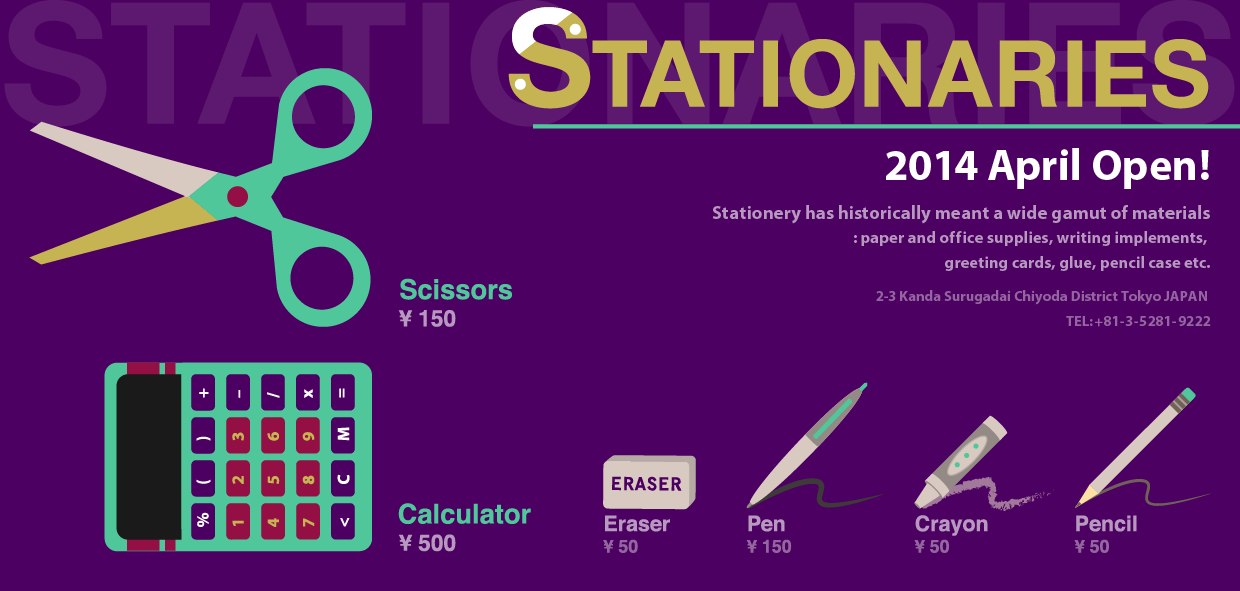 STATIONARIES
STATIONARIES
2014 April Open!
Stationery has historically meant a wide gamut of materials
: paper and office supplies, writing implements,
greeting cards, glue, pencil case etc.
2-3 Kanda Surugadai Chiyoda District Tokyo JAPAN
TEL:+81-3-5281-9222
Scissors
¥ 150
+ − / x =
) 3 6 9 M
( 2 5 8 C
% 1 4 7 <
Calculator
¥ 500
ERASER
Eraser
¥ 50
Pen
¥ 150
Crayon
¥ 50
Pencil
¥ 50